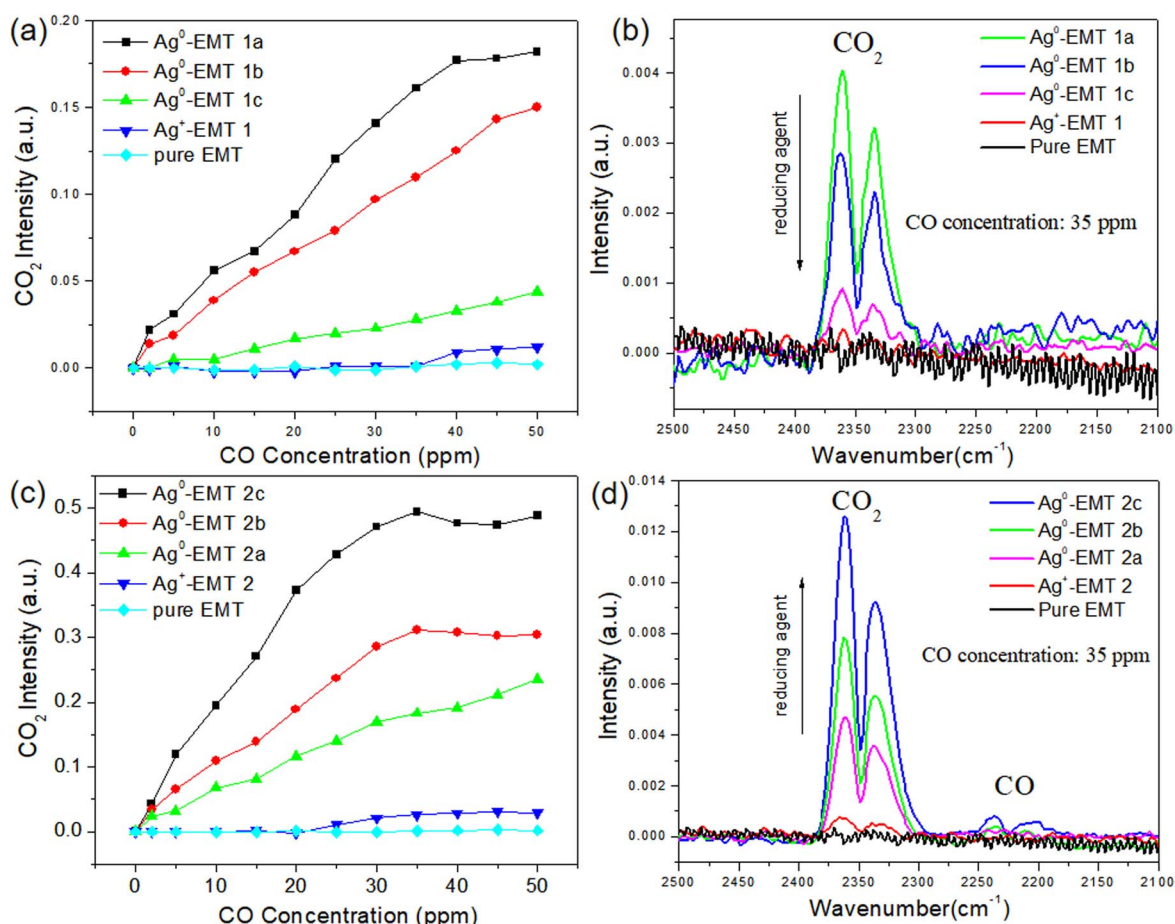 (a)
0.20
0.15
0.10
0.05
0.00
CO₂ Intensity (a.u.)
Ag⁰-EMT 1a
Ag⁰-EMT 1b
Ag⁰-EMT 1c
Ag⁺-EMT 1
pure EMT
0 10 20 30 40 50
CO Concentration (ppm)
(b)
0.004
0.003
0.002
0.001
0.000
Intensity (a.u.)
CO₂
Ag⁰-EMT 1a
Ag⁰-EMT 1b
Ag⁰-EMT 1c
Ag⁺-EMT 1
Pure EMT
reducing agent
CO concentration: 35 ppm
2500 2450 2400 2350 2300 2250 2200 2150 2100
Wavenumber(cm⁻¹)
(c)
0.5
0.4
0.3
0.2
0.1
0.0
CO₂ Intensity (a.u.)
Ag⁰-EMT 2c
Ag⁰-EMT 2b
Ag⁰-EMT 2a
Ag⁺-EMT 2
pure EMT
0 10 20 30 40 50
CO Concentration (ppm)
(d)
0.014
0.012
0.010
0.008
0.006
0.004
0.002
0.000
Intensity (a.u.)
CO₂
Ag⁰-EMT 2c
Ag⁰-EMT 2b
Ag⁰-EMT 2a
Ag⁺-EMT 2
Pure EMT
reducing agent
CO concentration: 35 ppm
CO
2500 2450 2400 2350 2300 2250 2200 2150 2100
Wavenumber(cm⁻¹)